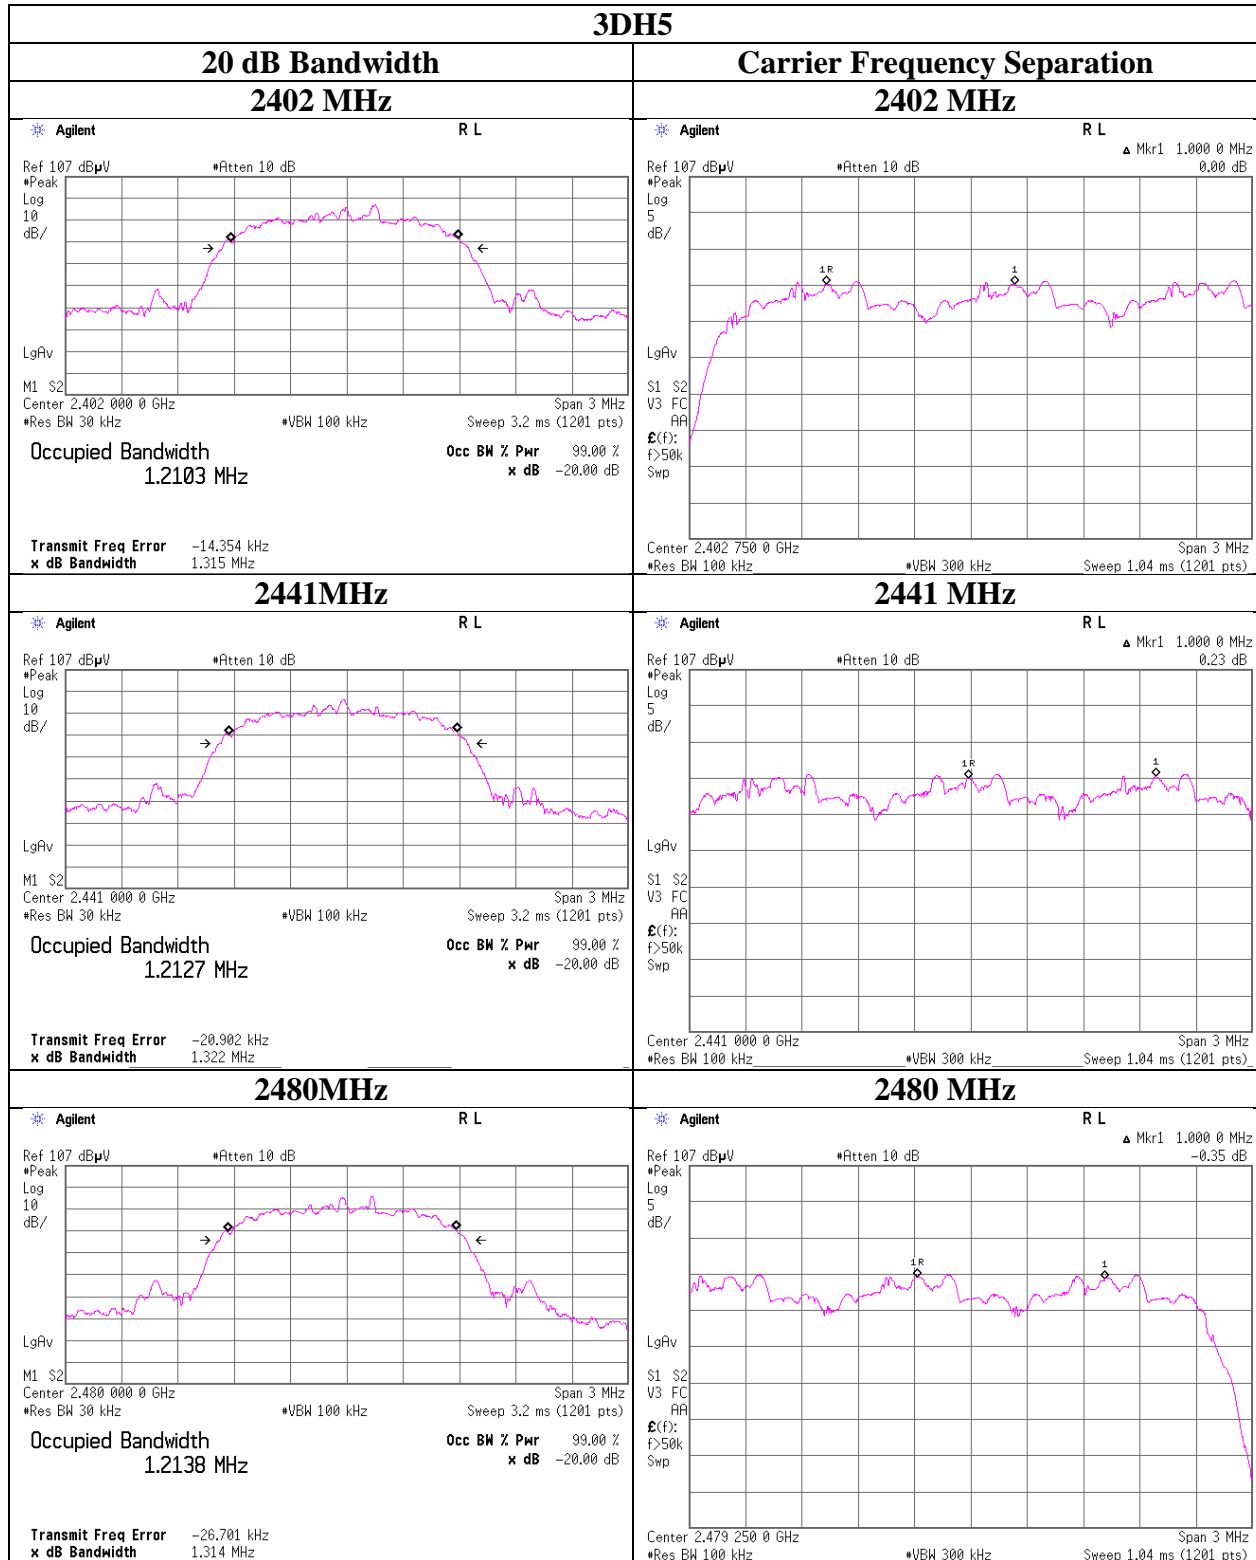 3DH5
20 dB Bandwidth
Carrier Frequency Separation
2402 MHz
2402 MHz
Agilent R L
Ref 107 dBµV #Atten 10 dB
#Peak
Log
10
dB/
LgAv
M1 S2
Center 2.402 000 0 GHz Span 3 MHz
#Res BW 30 kHz #VBW 100 kHz Sweep 3.2 ms (1201 pts)
Occupied Bandwidth Occ BW % Pwr 99.00 %
1.2103 MHz x dB -20.00 dB
Transmit Freq Error -14.354 kHz
x dB Bandwidth 1.315 MHz
Agilent R L
Δ Mkr1 1.000 0 MHz
Ref 107 dBµV #Atten 10 dB 0.00 dB
#Peak
Log
5
dB/
1R 1
LgAv
S1 S2
V3 FC
AA
£(f):
f>50k
Swp
Center 2.402 750 0 GHz Span 3 MHz
#Res BW 100 kHz #VBW 300 kHz Sweep 1.04 ms (1201 pts)
2441MHz
2441 MHz
Agilent R L
Ref 107 dBµV #Atten 10 dB
#Peak
Log
10
dB/
LgAv
M1 S2
Center 2.441 000 0 GHz Span 3 MHz
#Res BW 30 kHz #VBW 100 kHz Sweep 3.2 ms (1201 pts)
Occupied Bandwidth Occ BW % Pwr 99.00 %
1.2127 MHz x dB -20.00 dB
Transmit Freq Error -20.902 kHz
x dB Bandwidth 1.322 MHz
Agilent R L
Δ Mkr1 1.000 0 MHz
Ref 107 dBµV #Atten 10 dB 0.23 dB
#Peak
Log
5
dB/
1R 1
LgAv
S1 S2
V3 FC
AA
£(f):
f>50k
Swp
Center 2.441 000 0 GHz Span 3 MHz
#Res BW 100 kHz #VBW 300 kHz Sweep 1.04 ms (1201 pts)
2480MHz
2480 MHz
Agilent R L
Ref 107 dBµV #Atten 10 dB
#Peak
Log
10
dB/
LgAv
M1 S2
Center 2.480 000 0 GHz Span 3 MHz
#Res BW 30 kHz #VBW 100 kHz Sweep 3.2 ms (1201 pts)
Occupied Bandwidth Occ BW % Pwr 99.00 %
1.2138 MHz x dB -20.00 dB
Transmit Freq Error -26.701 kHz
x dB Bandwidth 1.314 MHz
Agilent R L
Δ Mkr1 1.000 0 MHz
Ref 107 dBµV #Atten 10 dB -0.35 dB
#Peak
Log
5
dB/
1R 1
LgAv
S1 S2
V3 FC
AA
£(f):
f>50k
Swp
Center 2.479 250 0 GHz Span 3 MHz
#Res BW 100 kHz #VBW 300 kHz Sweep 1.04 ms (1201 pts)